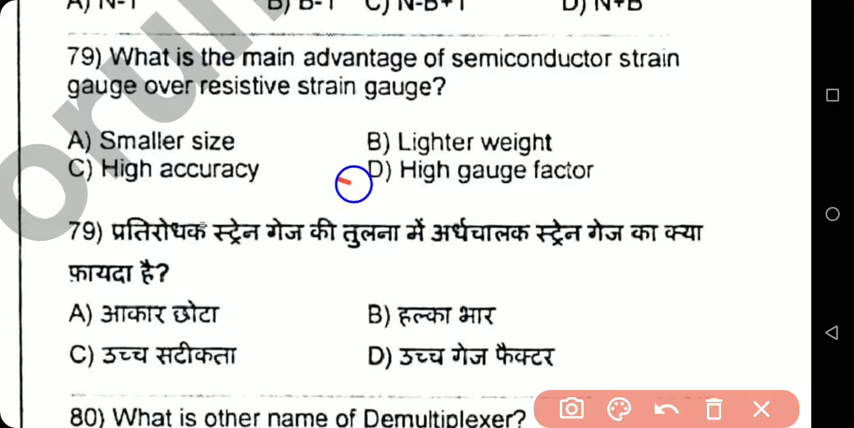 79) What is the main advantage of semiconductor strain
gauge over resistive strain gauge?
A) Smaller size B) Lighter weight
C) High accuracy D) High gauge factor
79) प्रतिरोधक स्ट्रेन गेज की तुलना में अर्धचालक स्ट्रेन गेज का क्या
फ़ायदा है?
A) आकार छोटा B) हल्का भार
C) उच्च सटीकता D) उच्च गेज फैक्टर
80) What is other name of Demultiplexer?